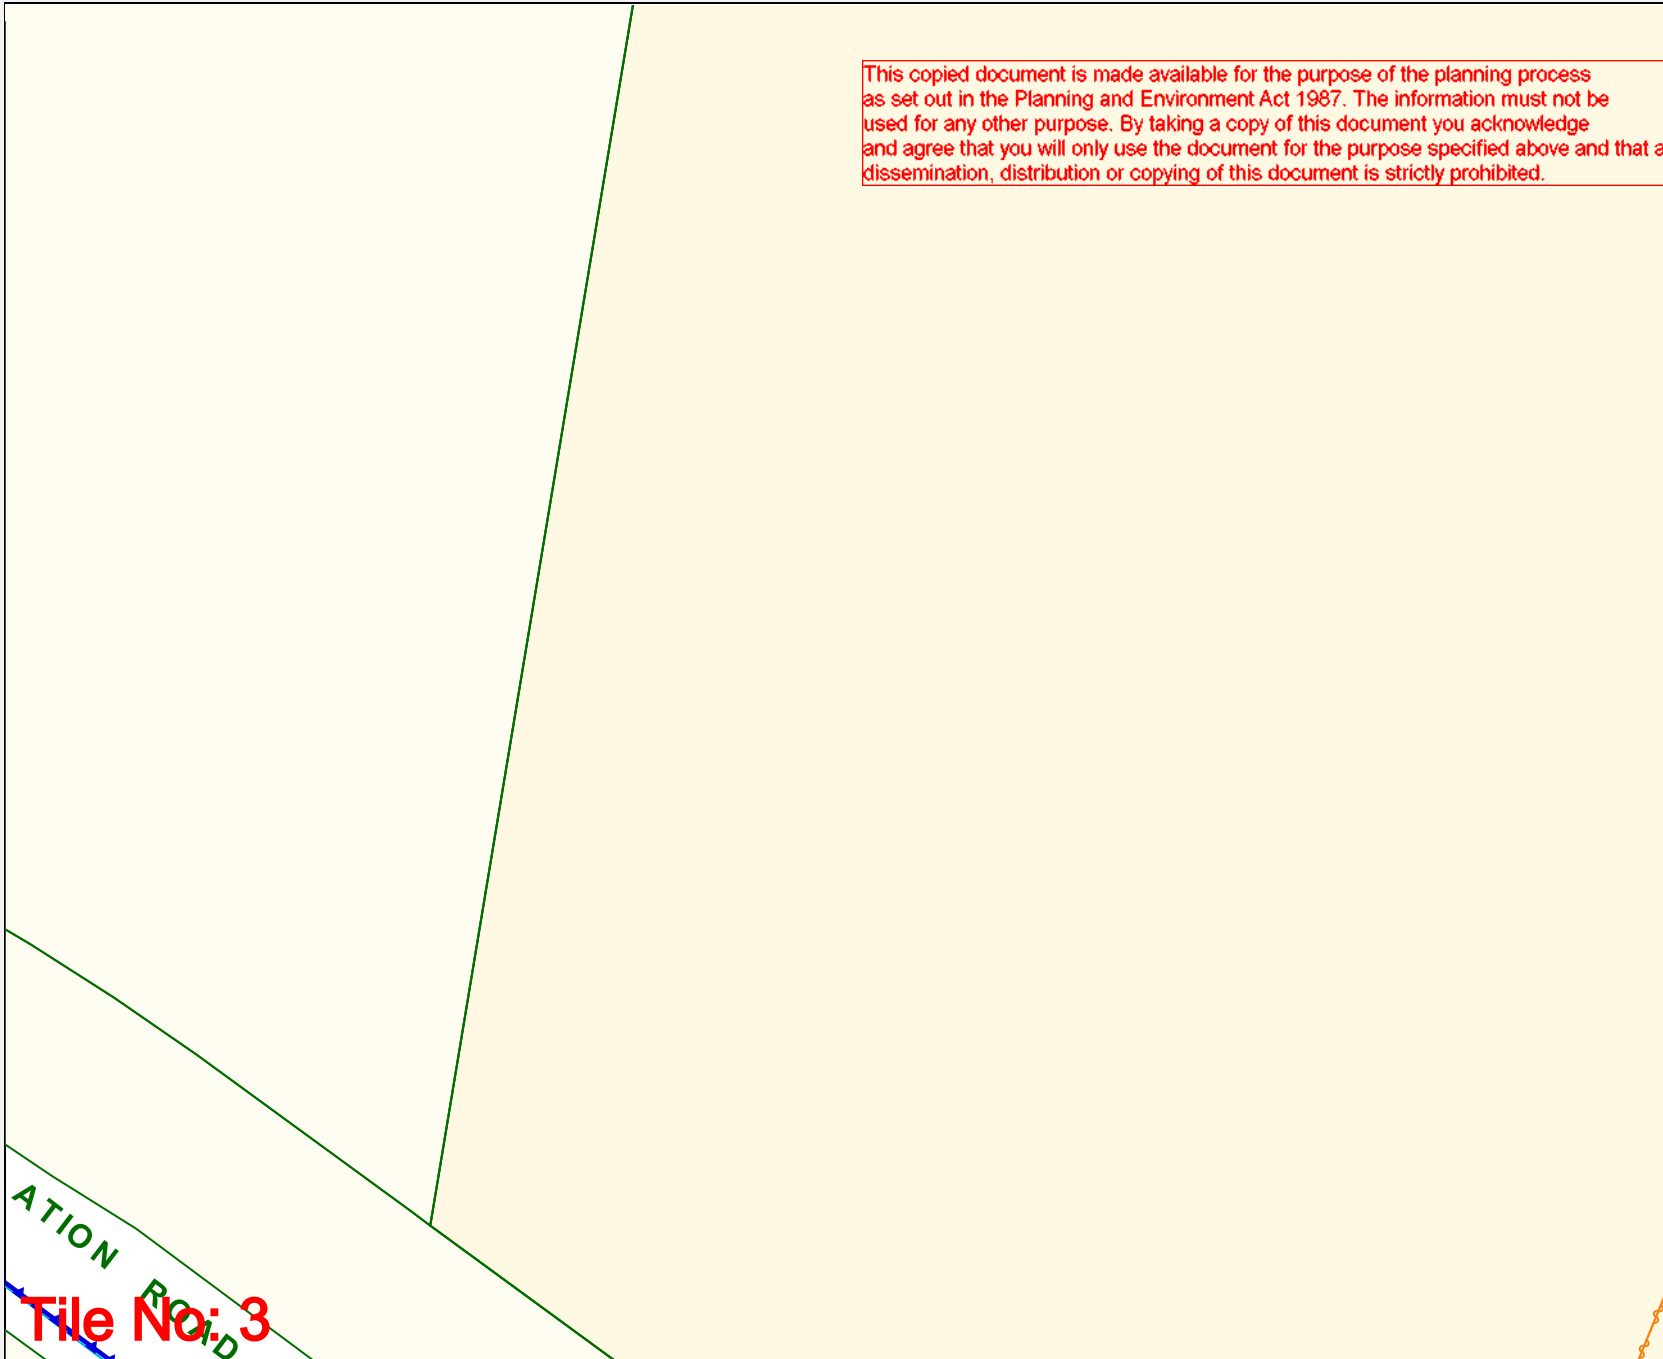 This copied document is made available for the purpose of the planning process
as set out in the Planning and Environment Act 1987. The information must not be
used for any other purpose. By taking a copy of this document you acknowledge
and agree that you will only use the document for the purpose specified above and that a
dissemination, distribution or copying of this document is strictly prohibited.
ATION ROAD
Tile No: 3